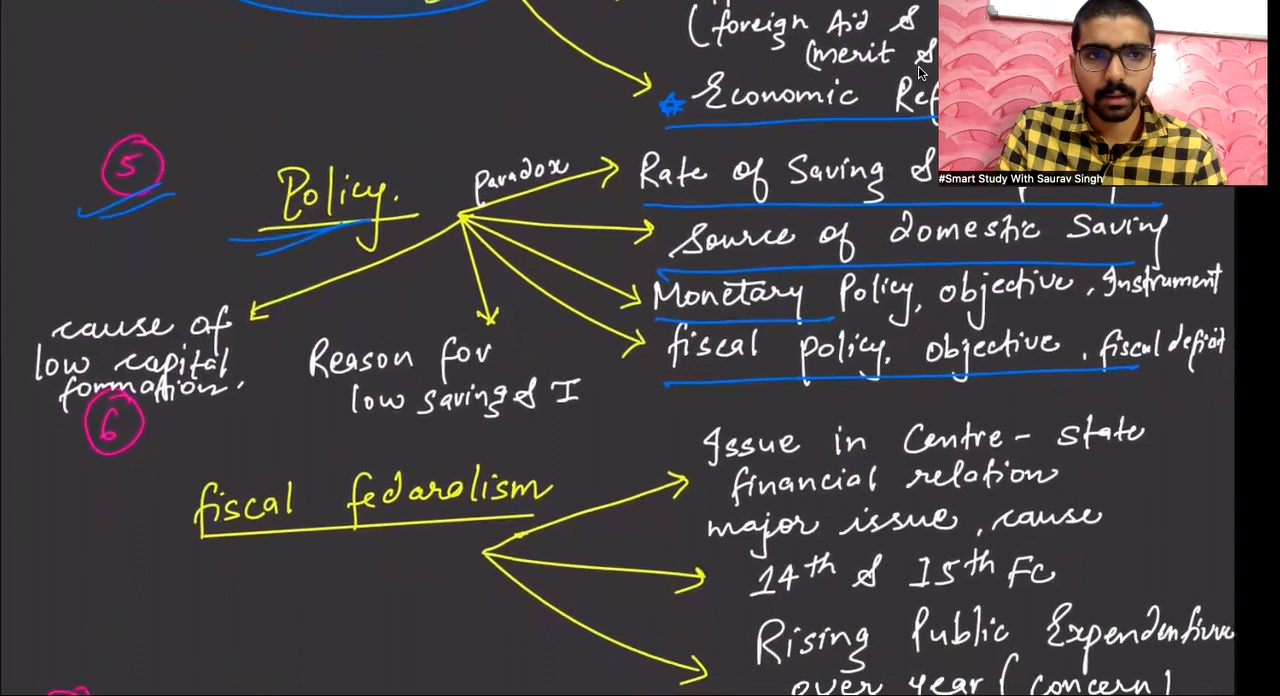 (foreign Aid &
(merit &
Economic Ref
5
Policy.
Paradox
Rate of Saving &
Source of domestic Saving
Monetary Policy, objective, Instrument
fiscal policy, objective, fiscal deficit
cause of
low capital
formation.
Reason for
low saving & I
6
fiscal federalism
Issue in Centre - state
financial relation
major issue, cause
14th & 15th FC
Rising Public
over year (concern)
#Smart Study With Saurav Singh